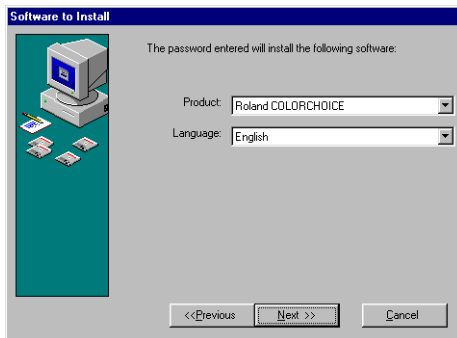 Software to Install
The password entered will install the following software:
Product: Roland COLORCHOICE
Language: English
<<Previous Next >> Cancel